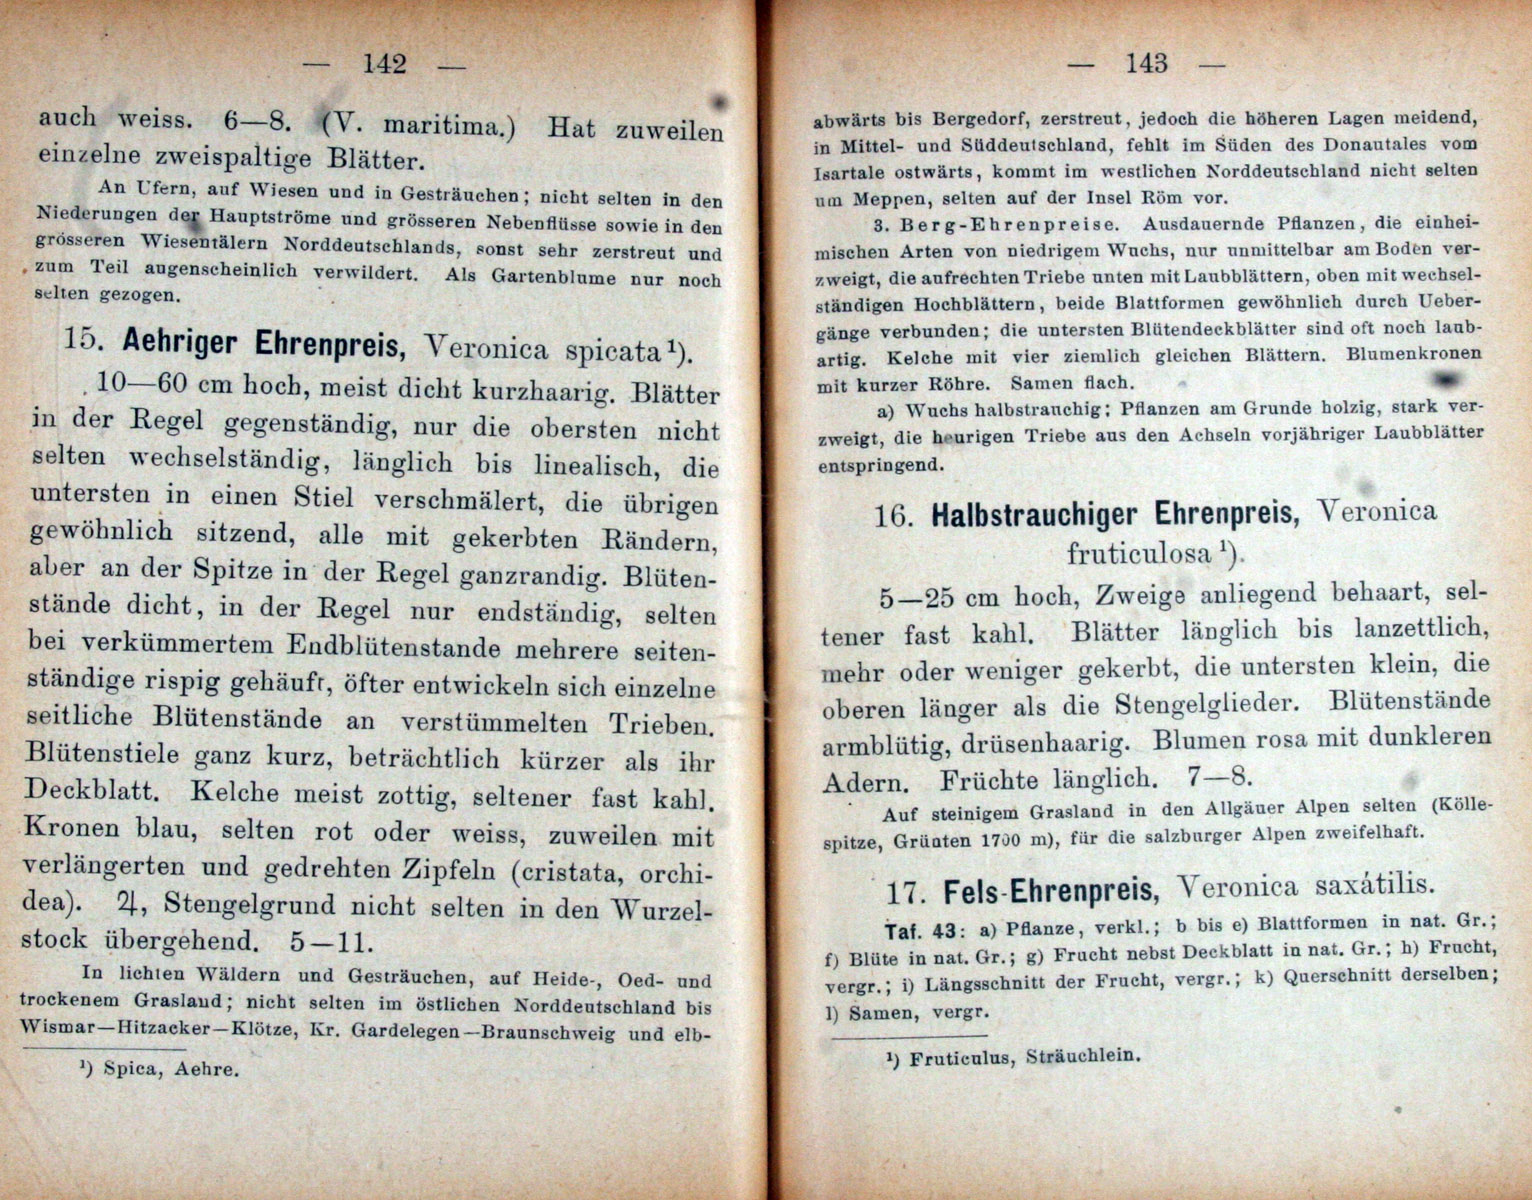 — 142 —
auch weiss. 6—8. (V. maritima.) Hat zuweilen
einzelne zweispaltige Blätter.
An Ufern, auf Wiesen und in Gesträuchen; nicht selten in den
Niederungen der Hauptströme und grösseren Nebenflüsse sowie in den
grösseren Wiesentälern Norddeutschlands, sonst sehr zerstreut und
zum Teil augenscheinlich verwildert. Als Gartenblume nur noch
selten gezogen.
15. Aehriger Ehrenpreis, Veronica spicata¹).
10—60 cm hoch, meist dicht kurzhaarig. Blätter
in der Regel gegenständig, nur die obersten nicht
selten wechselständig, länglich bis linealisch, die
untersten in einen Stiel verschmälert, die übrigen
gewöhnlich sitzend, alle mit gekerbten Rändern,
aber an der Spitze in der Regel ganzrandig. Blüten-
stände dicht, in der Regel nur endständig, selten
bei verkümmertem Endblütenstande mehrere seiten-
ständige rispig gehäuft, öfter entwickeln sich einzelne
seitliche Blütenstände an verstümmelten Trieben.
Blütenstiele ganz kurz, beträchtlich kürzer als ihr
Deckblatt. Kelche meist zottig, seltener fast kahl.
Kronen blau, selten rot oder weiss, zuweilen mit
verlängerten und gedrehten Zipfeln (cristata, orchi-
dea). ♃, Stengelgrund nicht selten in den Wurzel-
stock übergehend. 5—11.
In lichten Wäldern und Gesträuchen, auf Heide-, Oed- und
trockenem Grasland; nicht selten im östlichen Norddeutschland bis
Wismar—Hitzacker—Klötze, Kr. Gardelegen—Braunschweig und elb-
¹) Spica, Aehre.
— 143 —
abwärts bis Bergedorf, zerstreut, jedoch die höheren Lagen meidend,
in Mittel- und Süddeutschland, fehlt im Süden des Donautales vom
Isartale ostwärts, kommt im westlichen Norddeutschland nicht selten
um Meppen, selten auf der Insel Röm vor.
3. Berg-Ehrenpreise. Ausdauernde Pflanzen, die einhei-
mischen Arten von niedrigem Wuchs, nur unmittelbar am Boden ver-
zweigt, die aufrechten Triebe unten mit Laubblättern, oben mit wechsel-
ständigen Hochblättern, beide Blattformen gewöhnlich durch Ueber-
gänge verbunden; die untersten Blütendeckblätter sind oft noch laub-
artig. Kelche mit vier ziemlich gleichen Blättern. Blumenkronen
mit kurzer Röhre. Samen flach.
a) Wuchs halbstrauchig; Pflanzen am Grunde holzig, stark ver-
zweigt, die heurigen Triebe aus den Achseln vorjähriger Laubblätter
entspringend.
16. Halbstrauchiger Ehrenpreis, Veronica
fruticulosa¹).
5—25 cm hoch, Zweige anliegend behaart, sel-
tener fast kahl. Blätter länglich bis lanzettlich,
mehr oder weniger gekerbt, die untersten klein, die
oberen länger als die Stengelglieder. Blütenstände
armblütig, drüsenhaarig. Blumen rosa mit dunkleren
Adern. Früchte länglich. 7—8.
Auf steinigem Grasland in den Allgäuer Alpen selten (Kölle-
spitze, Grünten 1700 m), für die salzburger Alpen zweifelhaft.
17. Fels-Ehrenpreis, Veronica saxátilis.
Taf. 43: a) Pflanze, verkl.; b bis e) Blattformen in nat. Gr.;
f) Blüte in nat. Gr.; g) Frucht nebst Deckblatt in nat. Gr.; h) Frucht,
vergr.; i) Längsschnitt der Frucht, vergr.; k) Querschnitt derselben;
l) Samen, vergr.
¹) Fruticulus, Sträuchlein.